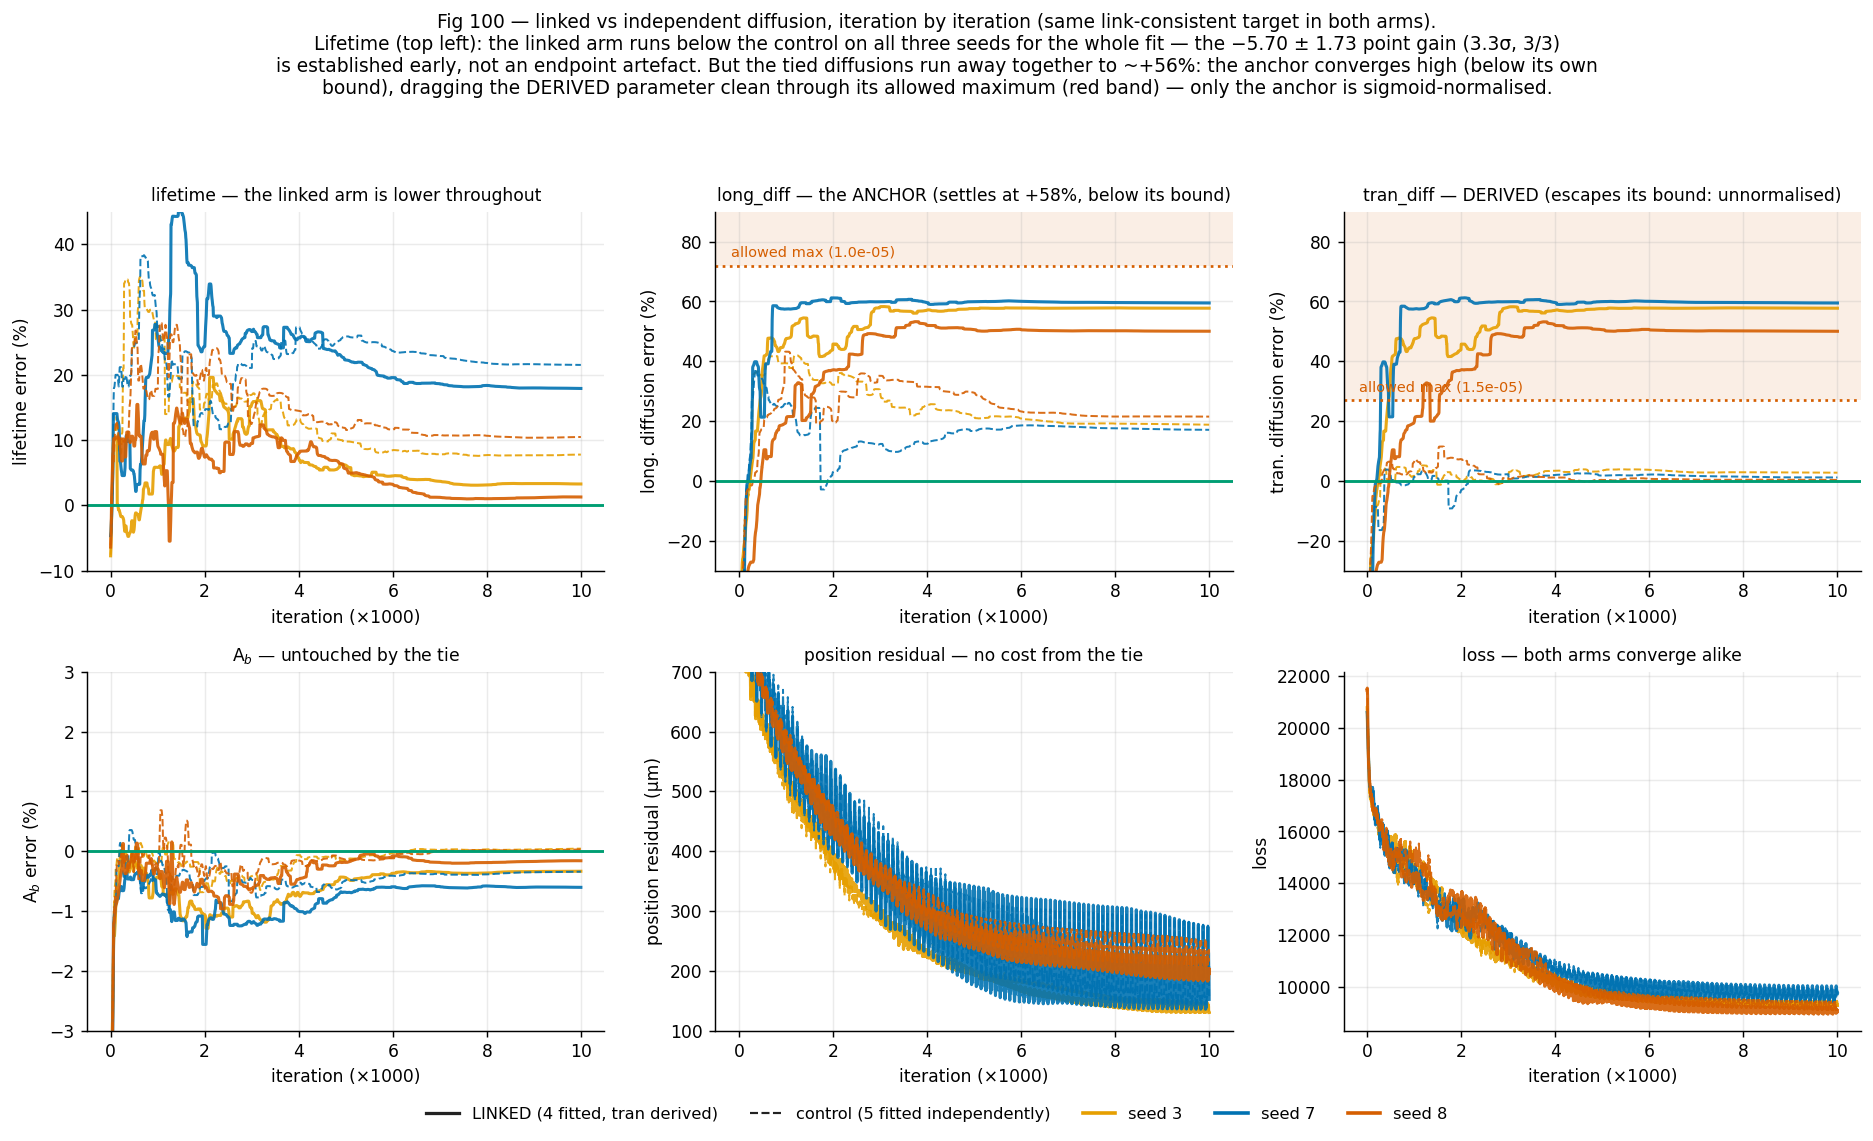 Fig 100 — linked vs independent diffusion, iteration by iteration (same link-consistent target in both arms).
Lifetime (top left): the linked arm runs below the control on all three seeds for the whole fit — the −5.70 ± 1.73 point gain (3.3σ, 3/3)
is established early, not an endpoint artefact. But the tied diffusions run away together to ~+56%: the anchor converges high (below its own
bound), dragging the DERIVED parameter clean through its allowed maximum (red band) — only the anchor is sigmoid-normalised.
lifetime — the linked arm is lower throughout
lifetime error (%)
40
30
20
10
0
−10
0 2 4 6 8 10
iteration (×1000)
long_diff — the ANCHOR (settles at +58%, below its bound)
long. diffusion error (%)
allowed max (1.0e-05)
80
60
40
20
0
−20
0 2 4 6 8 10
iteration (×1000)
tran_diff — DERIVED (escapes its bound: unnormalised)
tran. diffusion error (%)
allowed max (1.5e-05)
80
60
40
20
0
−20
0 2 4 6 8 10
iteration (×1000)
A_b — untouched by the tie
A_b error (%)
3
2
1
0
−1
−2
−3
0 2 4 6 8 10
iteration (×1000)
position residual — no cost from the tie
position residual (μm)
700
600
500
400
300
200
100
0 2 4 6 8 10
iteration (×1000)
loss — both arms converge alike
loss
22000
20000
18000
16000
14000
12000
10000
0 2 4 6 8 10
iteration (×1000)
LINKED (4 fitted, tran derived) control (5 fitted independently) seed 3 seed 7 seed 8